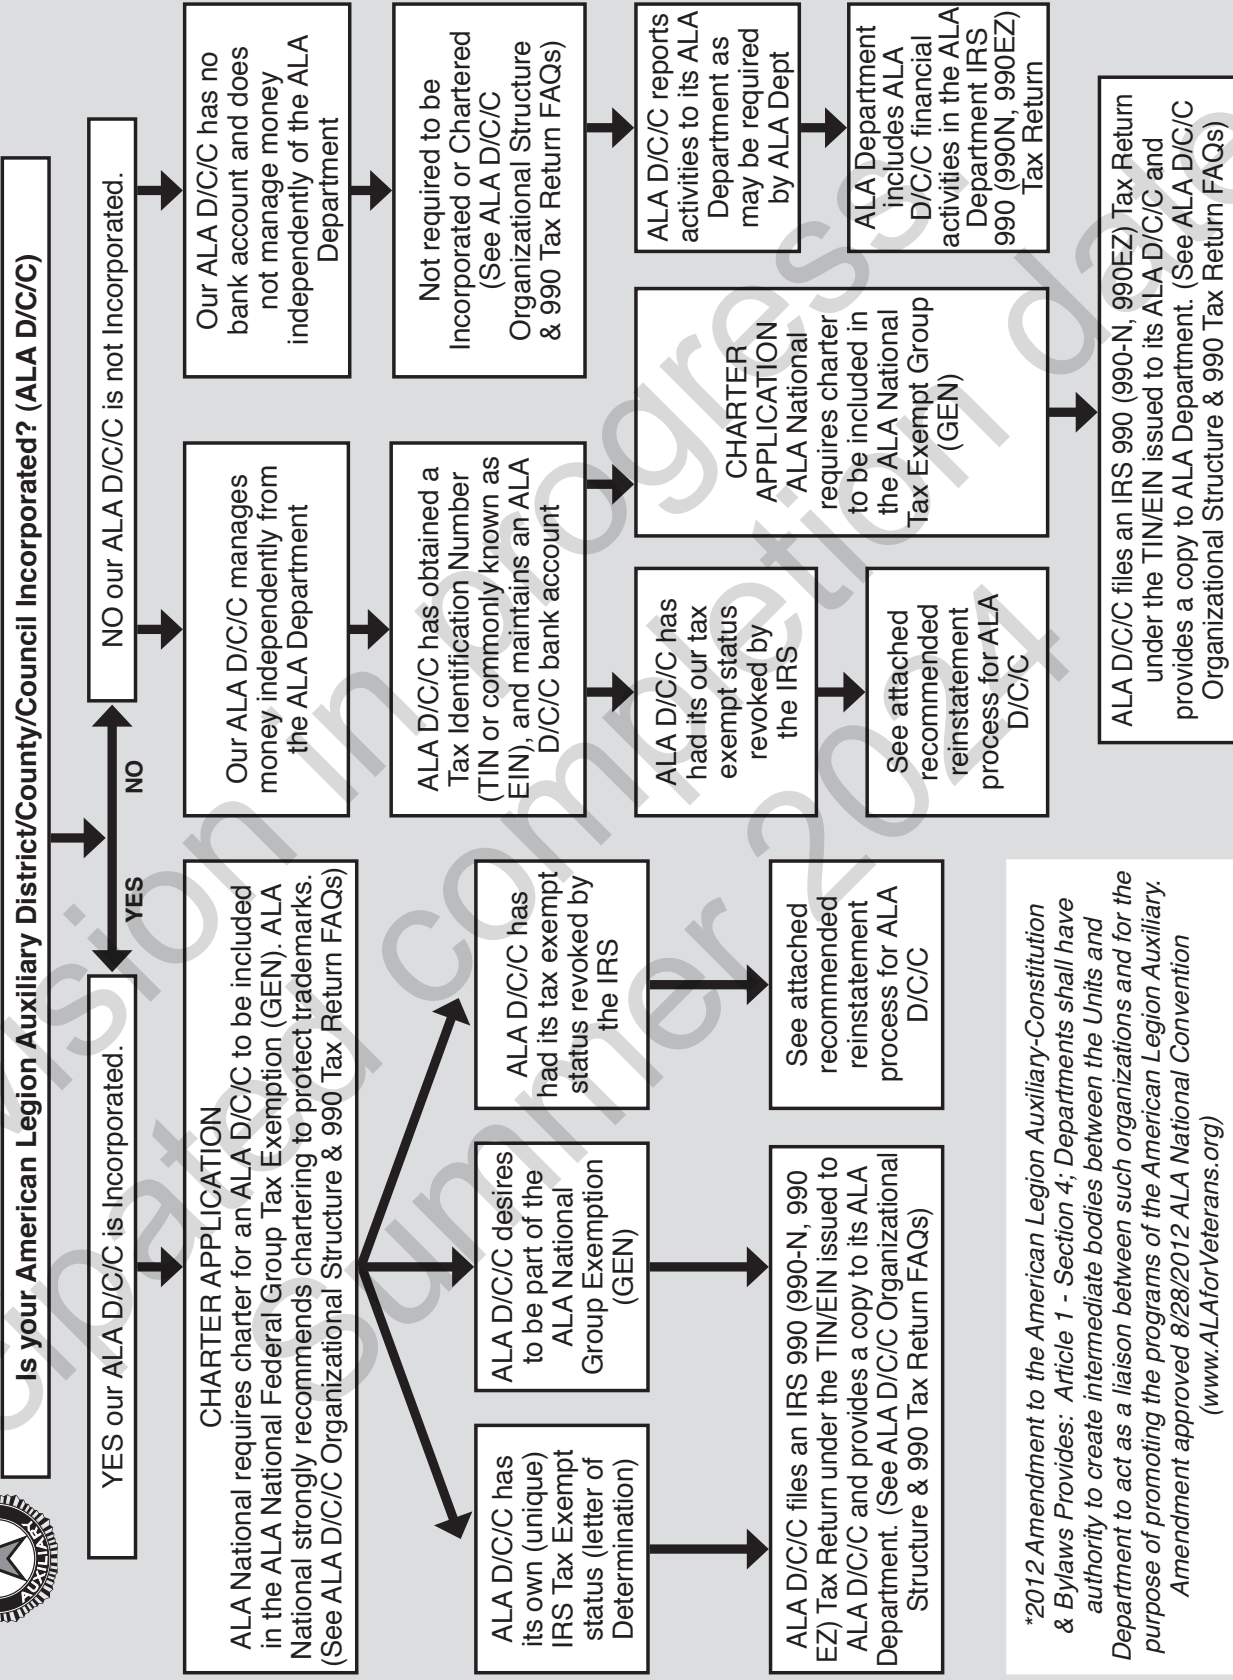 Is your American Legion Auxiliary District/County/Council Incorporated? (ALA D/C/C)
YES
NO
YES our ALA D/C/C is Incorporated.
CHARTER APPLICATION
ALA National requires charter for an ALA D/C/C to be included
in the ALA National Federal Group Tax Exemption (GEN). ALA
National strongly recommends chartering to protect trademarks.
(See ALA D/C/C Organizational Structure & 990 Tax Return FAQs)
ALA D/C/C has
its own (unique)
IRS Tax Exempt
status (letter of
Determination)
ALA D/C/C desires
to be part of the
ALA National
Group Exemption
(GEN)
ALA D/C/C has
had its tax exempt
status revoked by
the IRS
ALA D/C/C files an IRS 990 (990-N, 990
EZ) Tax Return under the TIN/EIN issued to
ALA D/C/C and provides a copy to its ALA
Department. (See ALA D/C/C Organizational
Structure & 990 Tax Return FAQs)
See attached
recommended
reinstatement
process for ALA
D/C/C
NO our ALA D/C/C is not Incorporated.
Our ALA D/C/C manages
money independently from
the ALA Department
ALA D/C/C has obtained a
Tax Identification Number
(TIN or commonly known as
EIN), and maintains an ALA
D/C/C bank account
ALA D/C/C has
had its our tax
exempt status
revoked by
the IRS
See attached
recommended
reinstatement
process for ALA
D/C/C
CHARTER
APPLICATION
ALA National
requires charter
to be included in
the ALA National
Tax Exempt Group
(GEN)
ALA D/C/C files an IRS 990 (990-N, 990EZ) Tax Return
under the TIN/EIN issued to its ALA D/C/C and
provides a copy to ALA Department. (See ALA D/C/C
Organizational Structure & 990 Tax Return FAQs)
Our ALA D/C/C has no
bank account and does
not manage money
independently of the ALA
Department
Not required to be
Incorporated or Chartered
(See ALA D/C/C
Organizational Structure
& 990 Tax Return FAQs)
ALA D/C/C reports
activities to its ALA
Department as
may be required
by ALA Dept
ALA Department
includes ALA
D/C/C financial
activities in the ALA
Department IRS
990 (990N, 990EZ)
Tax Return
*2012 Amendment to the American Legion Auxiliary-Constitution
& Bylaws Provides: Article 1 - Section 4; Departments shall have
authority to create intermediate bodies between the Units and
Department to act as a liaison between such organizations and for the
purpose of promoting the programs of the American Legion Auxiliary.
Amendment approved 8/28/2012 ALA National Convention
(www.ALAforVeterans.org)
AUXILIARY
in progress
completion date
Summer 2024